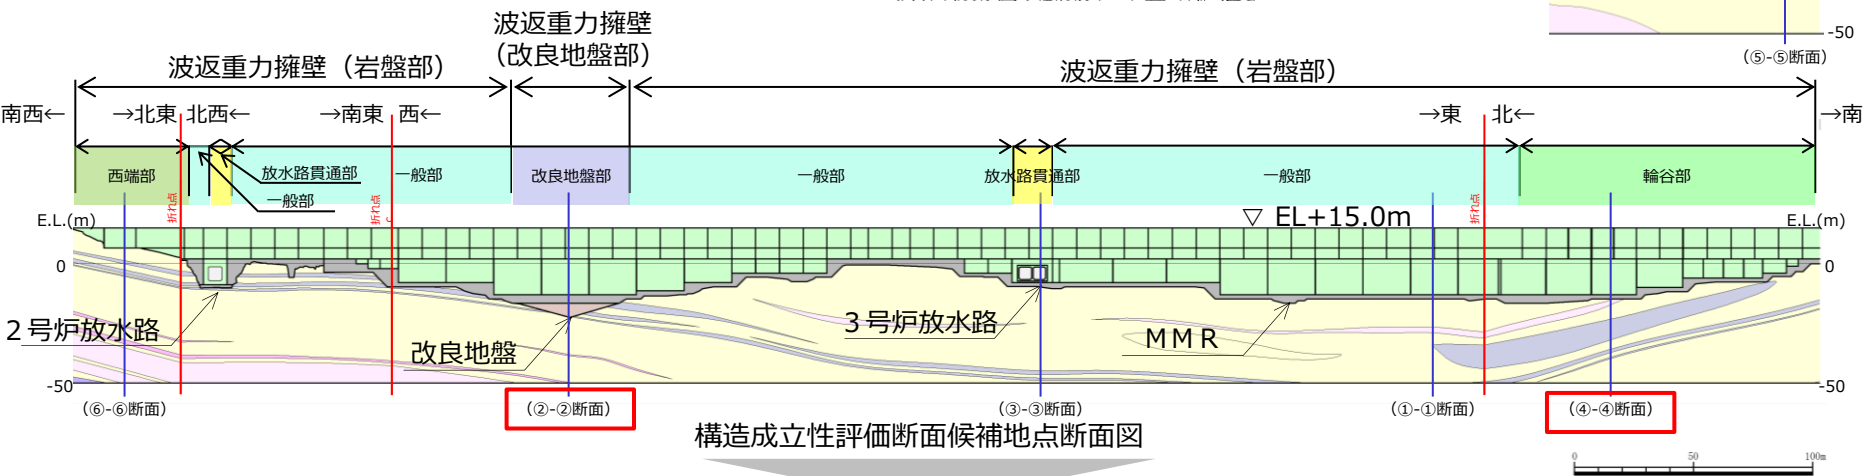 -50
（⑤-⑤断面）
波返重力擁壁
（改良地盤部）
波返重力擁壁（岩盤部）
波返重力擁壁（岩盤部）
南西←
→北東 北西←
→南東 西←
→東 北←
→南
西端部
放水路貫通部
一般部
一般部
改良地盤部
一般部
放水路貫通部
一般部
輪谷部
折れ点
折れ点
折れ点
E.L.(m)
▽ EL+15.0m
E.L.(m)
0
0
２号炉放水路
改良地盤
３号炉放水路
ＭＭＲ
-50
-50
（⑥-⑥断面）
（②-②断面）
（③-③断面）
（①-①断面）
（④-④断面）
構造成立性評価断面候補地点断面図
0 50 100m